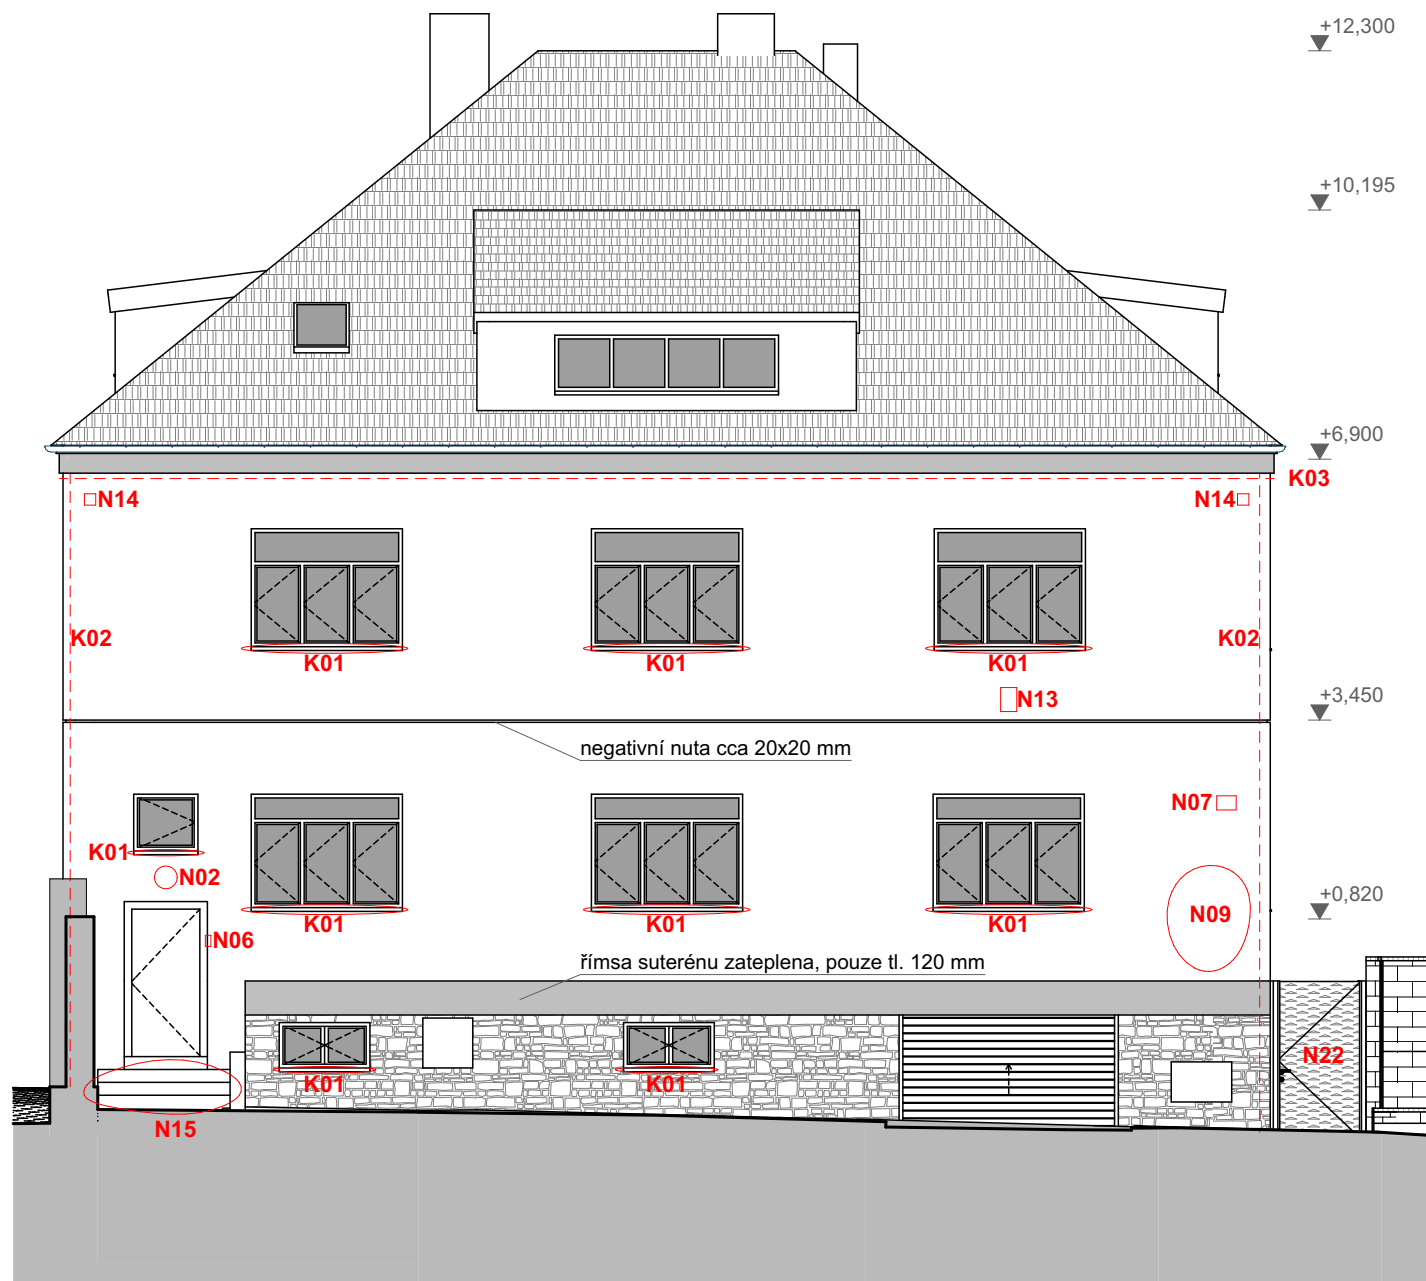 +12,300
+10,195
+6,900
K03
N14
N14
K02
K02
K01
K01
K01
N13
+3,450
negativní nuta cca 20x20 mm
N07
K01
N02
+0,820
K01
K01
K01
N09
N06
římsa suterénu zateplena, pouze tl. 120 mm
N22
K01
K01
N15